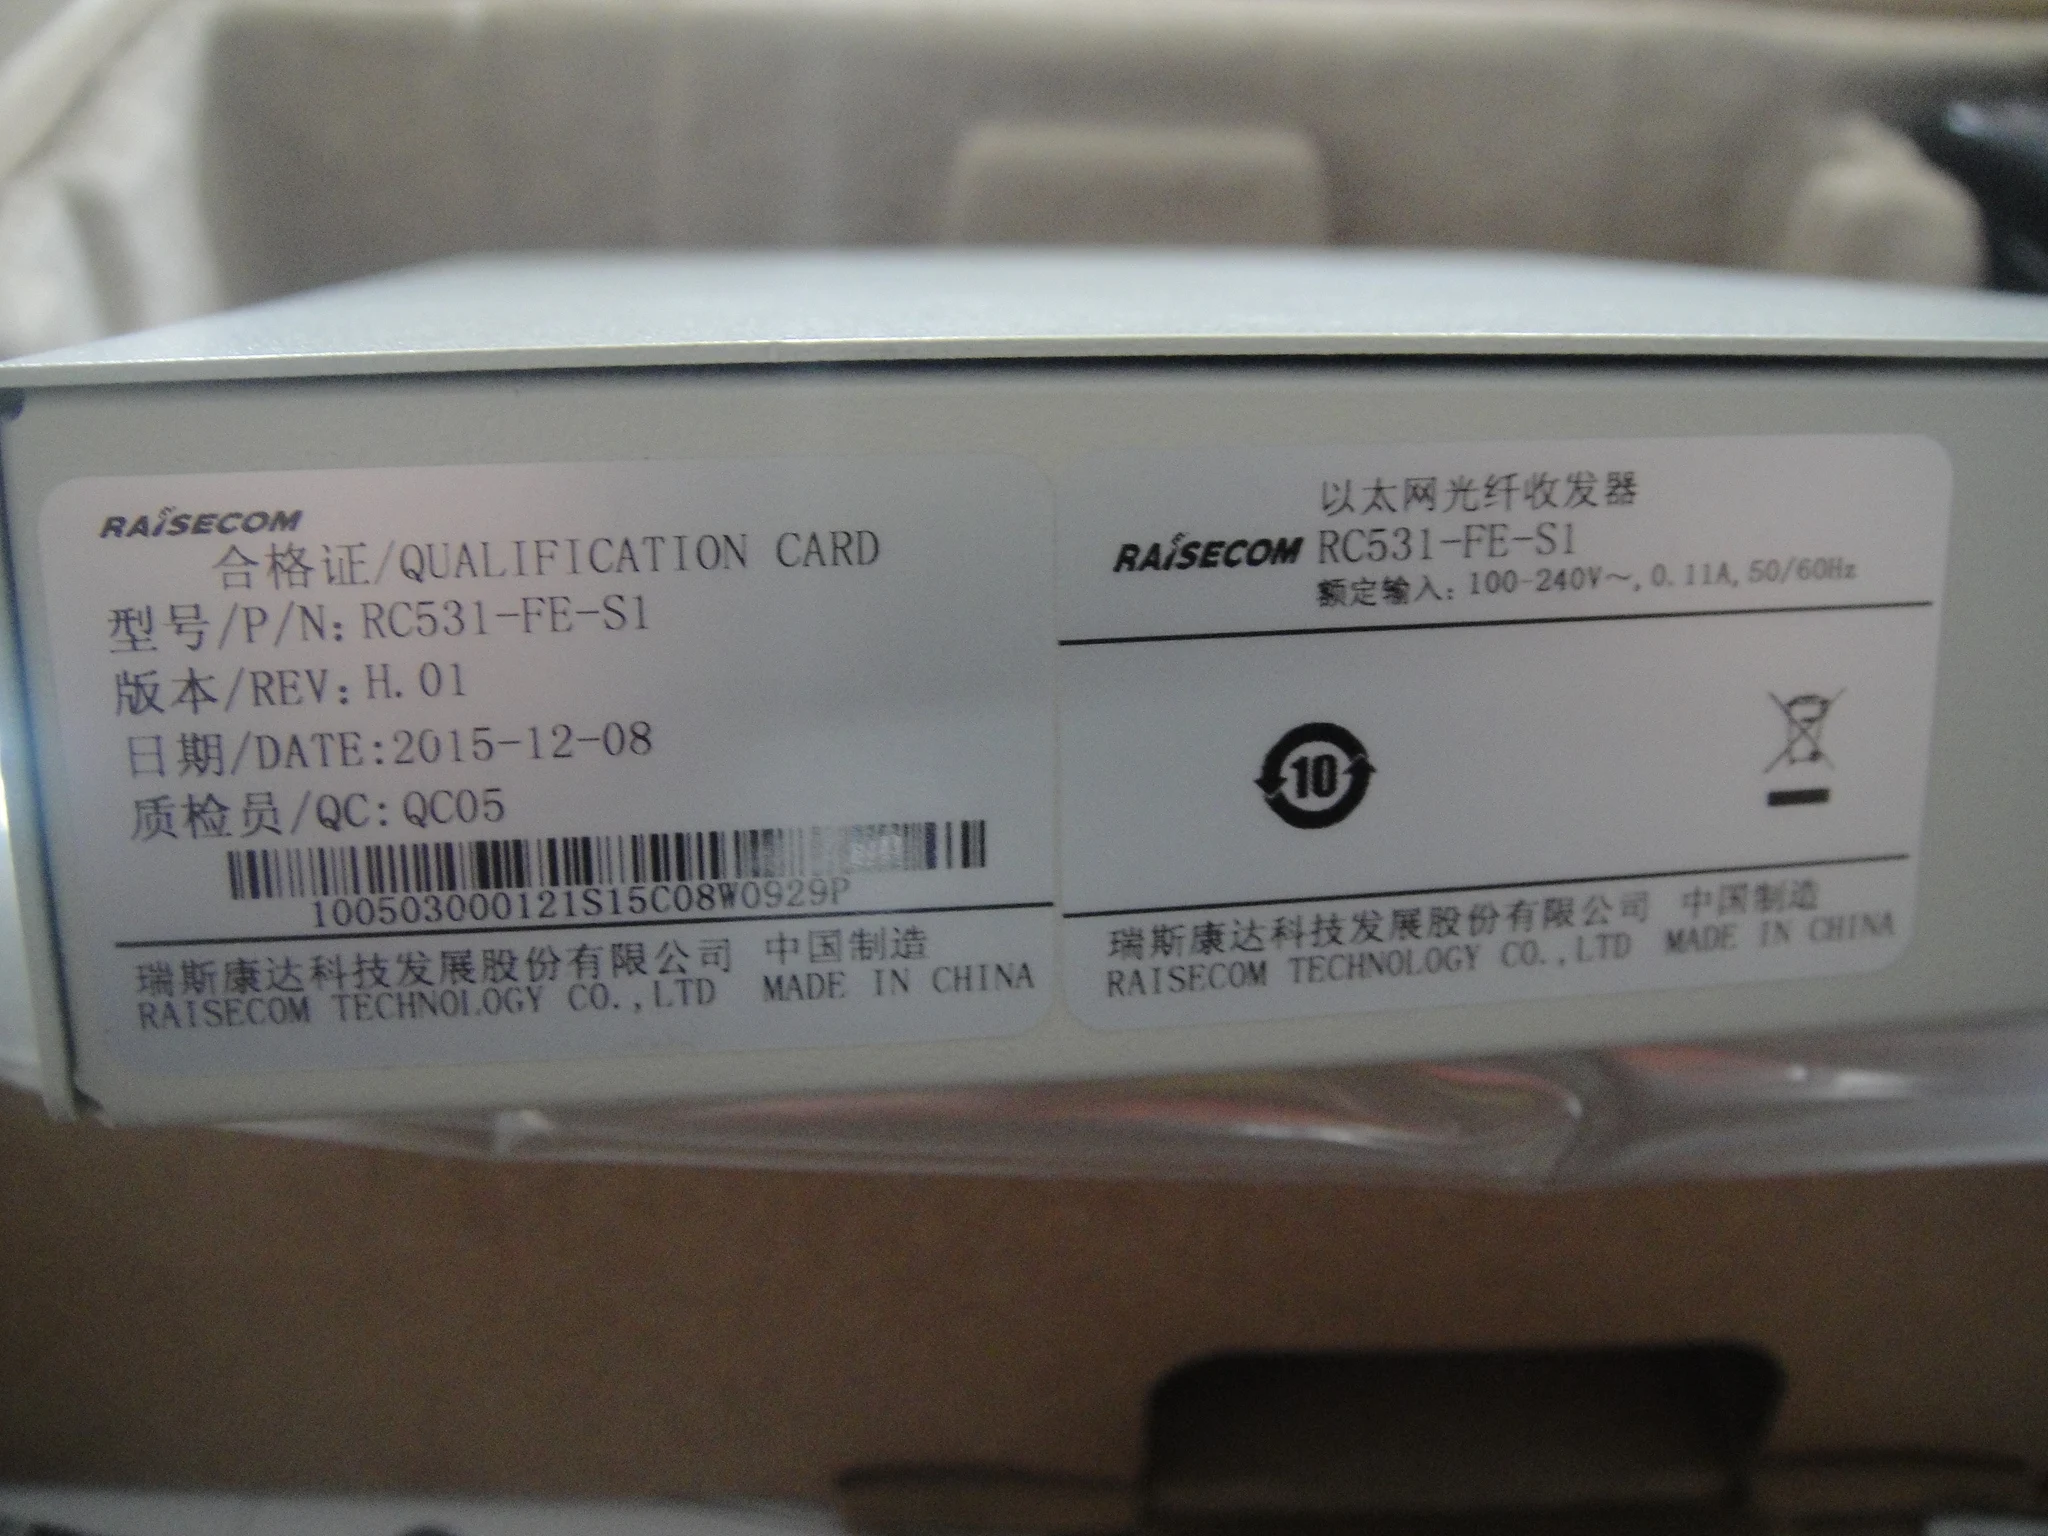 RAISECOM
合格证/QUALIFICATION CARD
型号/P/N: RC531-FE-S1
版本/REV: H.01
日期/DATE:2015-12-08
质检员/QC: QC05
100503000121S15C08W0929P
瑞斯康达科技发展股份有限公司 中国制造
RAISECOM TECHNOLOGY CO.,LTD MADE IN CHINA
以太网光纤收发器
RAISECOM RC531-FE-S1
额定输入: 100-240V~, 0.11A, 50/60Hz
10
瑞斯康达科技发展股份有限公司 中国制造
RAISECOM TECHNOLOGY CO.,LTD MADE IN CHINA